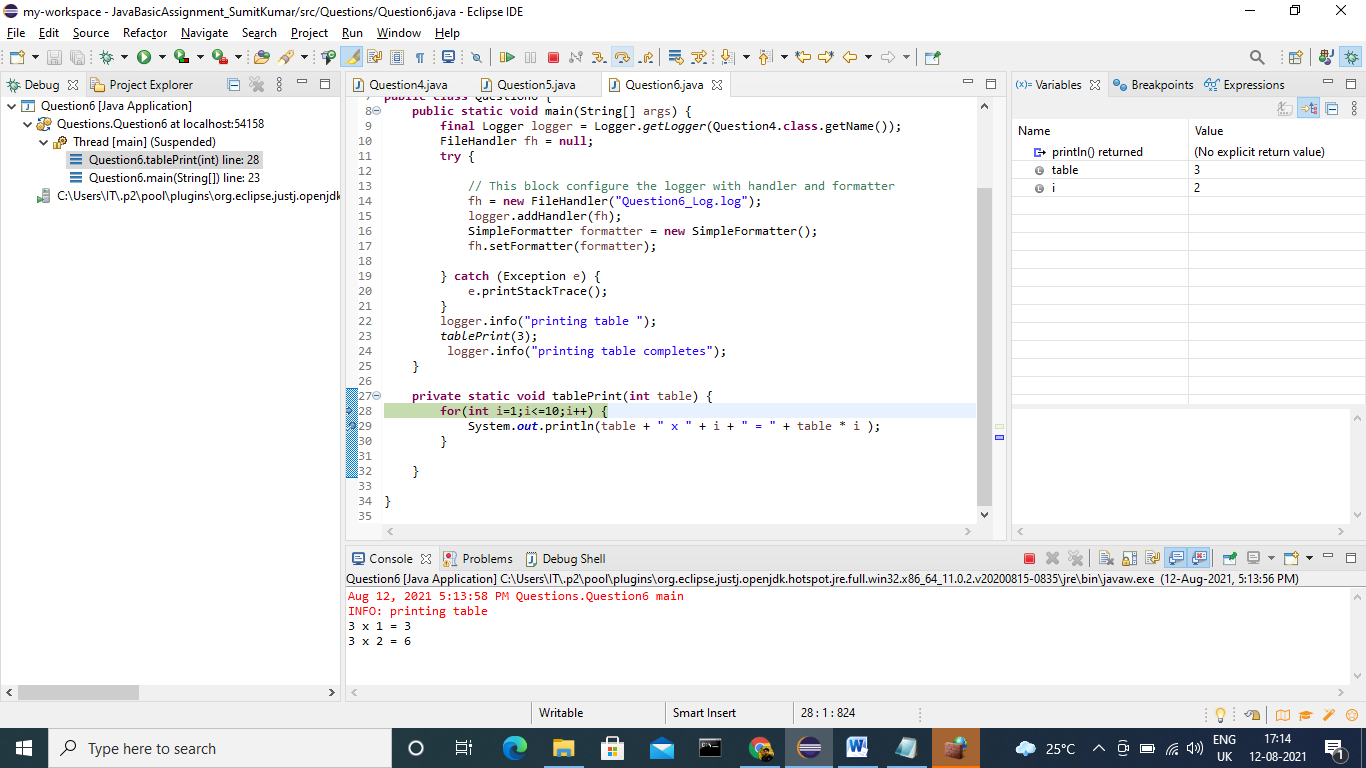 my-workspace - JavaBasicAssignment_SumitKumar/src/Questions/Question6.java - Eclipse IDE
File Edit Source Refactor Navigate Search Project Run Window Help
Debug Project Explorer
Question6 [Java Application]
Questions.Question6 at localhost:54158
Thread [main] (Suspended)
Question6.tablePrint(int) line: 28
Question6.main(String[]) line: 23
C:\Users\IT\.p2\pool\plugins\org.eclipse.justj.openjdk
Question4.java Question5.java Question6.java
7 public class Question6 {
8 public static void main(String[] args) {
9 final Logger logger = Logger.getLogger(Question4.class.getName());
10 FileHandler fh = null;
11 try {
12
13 // This block configure the logger with handler and formatter
14 fh = new FileHandler("Question6_Log.log");
15 logger.addHandler(fh);
16 SimpleFormatter formatter = new SimpleFormatter();
17 fh.setFormatter(formatter);
18
19 } catch (Exception e) {
20 e.printStackTrace();
21 }
22 logger.info("printing table ");
23 tablePrint(3);
24 logger.info("printing table completes");
25 }
26
27 private static void tablePrint(int table) {
28 for(int i=1;i<=10;i++) {
29 System.out.println(table + " x " + i + " = " + table * i );
30 }
31
32 }
33
34 }
35
(x)= Variables Breakpoints Expressions
Name Value
println() returned (No explicit return value)
table 3
i 2
Console Problems Debug Shell
Question6 [Java Application] C:\Users\IT\.p2\pool\plugins\org.eclipse.justj.openjdk.hotspot.jre.full.win32.x86_64_11.0.2.v20200815-0835\jre\bin\javaw.exe (12-Aug-2021, 5:13:56 PM)
Aug 12, 2021 5:13:58 PM Questions.Question6 main
INFO: printing table
3 x 1 = 3
3 x 2 = 6
Writable Smart Insert 28 : 1 : 824
Type here to search
25°C
ENG
UK
17:14
12-08-2021
1